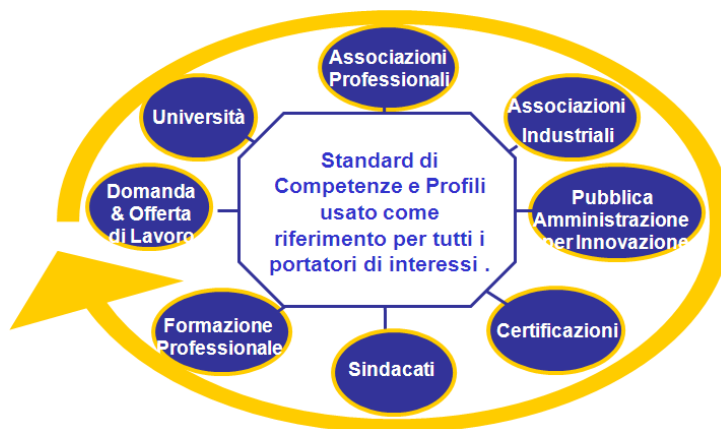 Associazioni
Professionali
Università
Associazioni
Industriali
Standard di
Competenze e Profili
usato come
riferimento per tutti i
portatori di interessi .
Domanda
& Offerta
di Lavoro
Pubblica
Amministrazione
per Innovazione
Formazione
Professionale
Certificazioni
Sindacati